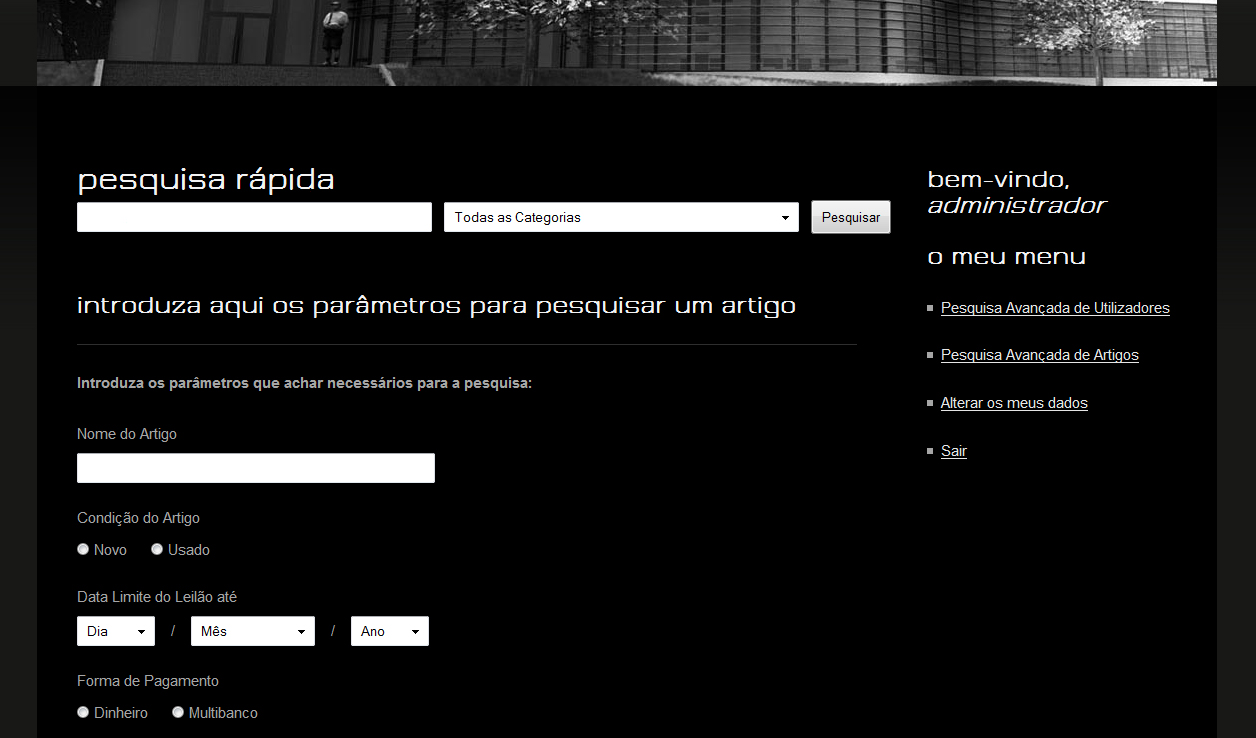 pesquisa rápida
Todas as Categorias
Pesquisar
introduza aqui os parâmetros para pesquisar um artigo
Introduza os parâmetros que achar necessários para a pesquisa:
Nome do Artigo
Condição do Artigo
Novo Usado
Data Limite do Leilão até
Dia / Mês / Ano
Forma de Pagamento
Dinheiro Multibanco
bem-vindo,
administrador
o meu menu
Pesquisa Avançada de Utilizadores
Pesquisa Avançada de Artigos
Alterar os meus dados
Sair